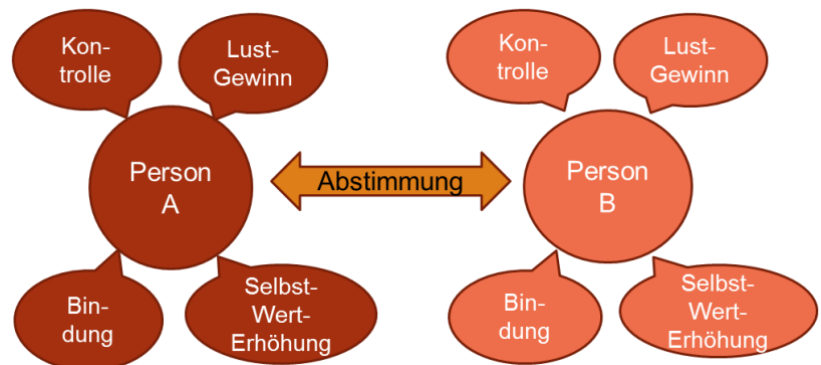 Kon-
trolle
Lust-
Gewinn
Person
A
Bin-
dung
Selbst-
Wert-
Erhöhung
Abstimmung
Kon-
trolle
Lust-
Gewinn
Person
B
Bin-
dung
Selbst-
Wert-
Erhöhung